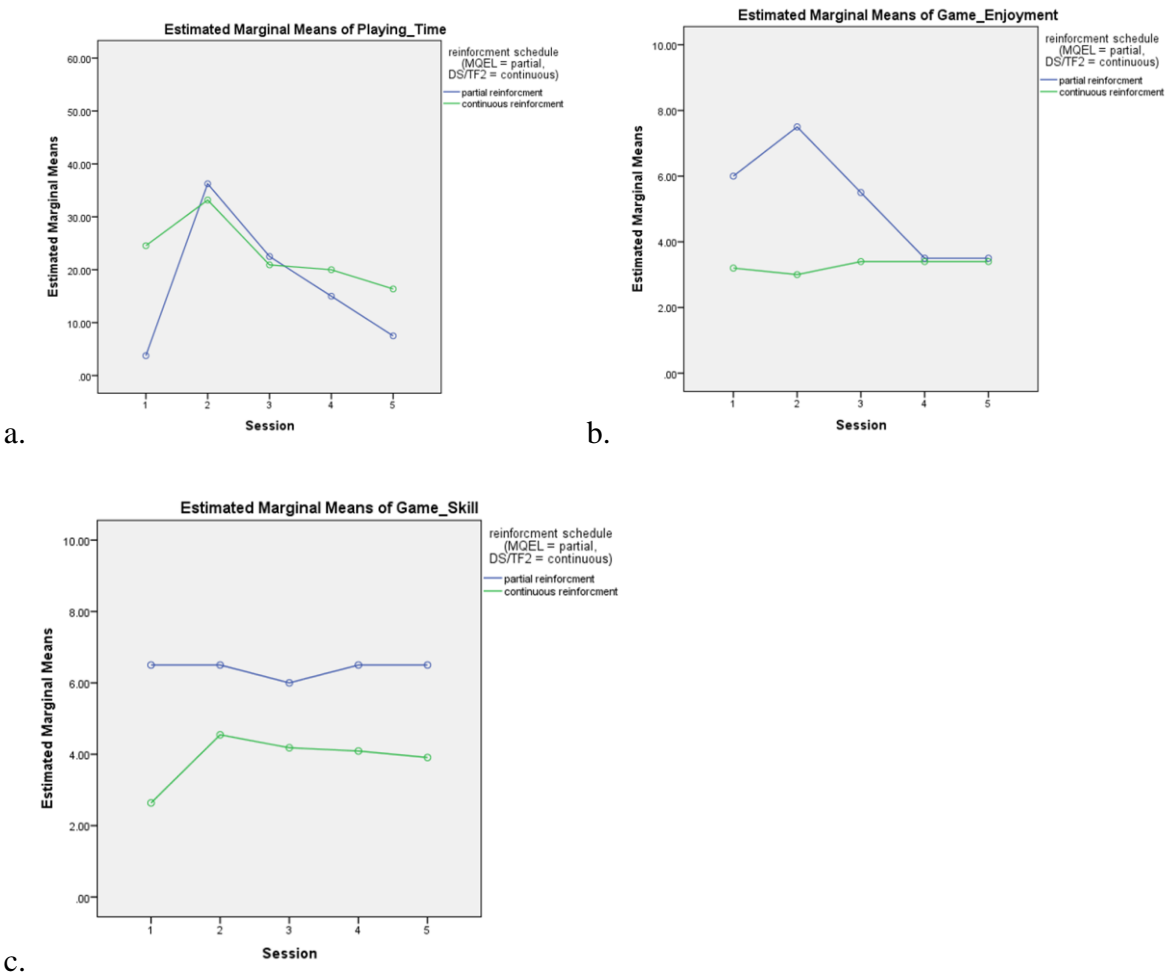 Estimated Marginal Means of Playing_Time
reinforcment schedule
(MQEL = partial,
DS/TF2 = continuous)
partial reinforcment
continuous reinforcment
Estimated Marginal Means
60.00
50.00
40.00
30.00
20.00
10.00
.00
1 2 3 4 5
Session
a.
Estimated Marginal Means of Game_Enjoyment
reinforcment schedule
(MQEL = partial,
DS/TF2 = continuous)
partial reinforcment
continuous reinforcment
Estimated Marginal Means
10.00
8.00
6.00
4.00
2.00
.00
1 2 3 4 5
Session
b.
Estimated Marginal Means of Game_Skill
reinforcment schedule
(MQEL = partial,
DS/TF2 = continuous)
partial reinforcment
continuous reinforcment
Estimated Marginal Means
10.00
8.00
6.00
4.00
2.00
.00
1 2 3 4 5
Session
c.